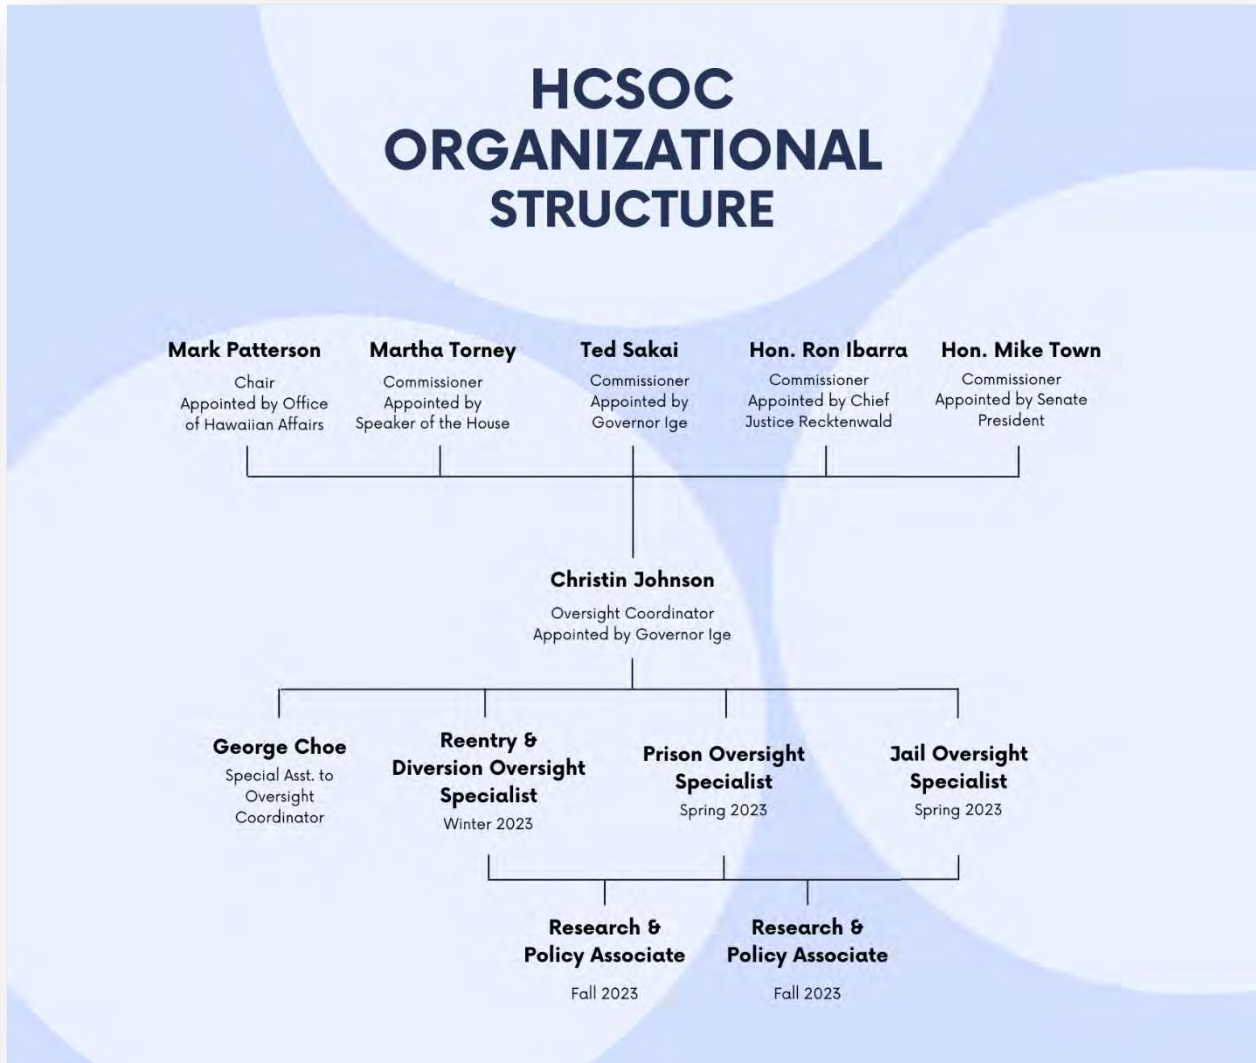 HCSOC
ORGANIZATIONAL
STRUCTURE
Mark Patterson
Chair
Appointed by Office
of Hawaiian Affairs
Martha Torney
Commissioner
Appointed by
Speaker of the House
Ted Sakai
Commissioner
Appointed by
Governor Ige
Hon. Ron Ibarra
Commissioner
Appointed by Chief
Justice Recktenwald
Hon. Mike Town
Commissioner
Appointed by Senate
President
Christin Johnson
Oversight Coordinator
Appointed by Governor Ige
George Choe
Special Asst. to
Oversight
Coordinator
Reentry &
Diversion Oversight
Specialist
Winter 2023
Prison Oversight
Specialist
Spring 2023
Jail Oversight
Specialist
Spring 2023
Research &
Policy Associate
Fall 2023
Research &
Policy Associate
Fall 2023